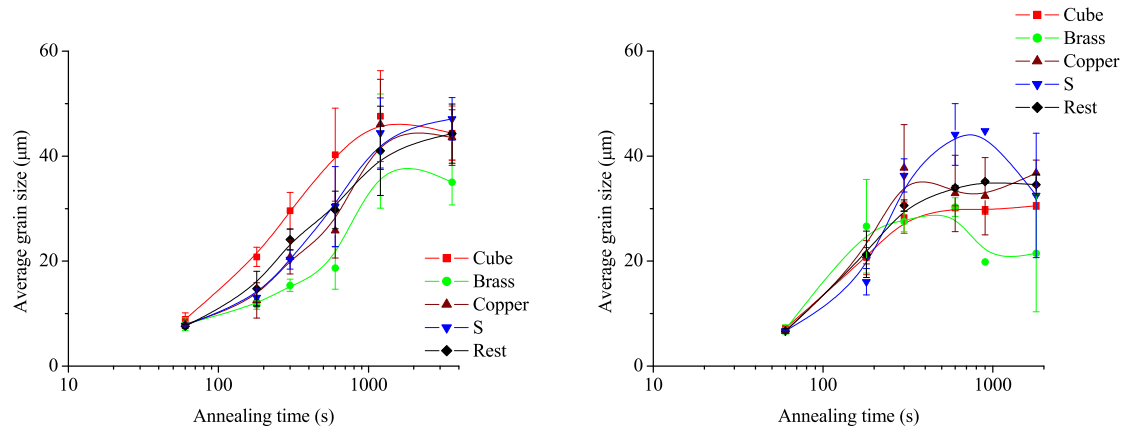 60
40
20
0
10
100
1000
Average grain size (μm)
Annealing time (s)
Cube
Brass
Copper
S
Rest
60
40
20
0
10
100
1000
Average grain size (μm)
Annealing time (s)
Cube
Brass
Copper
S
Rest